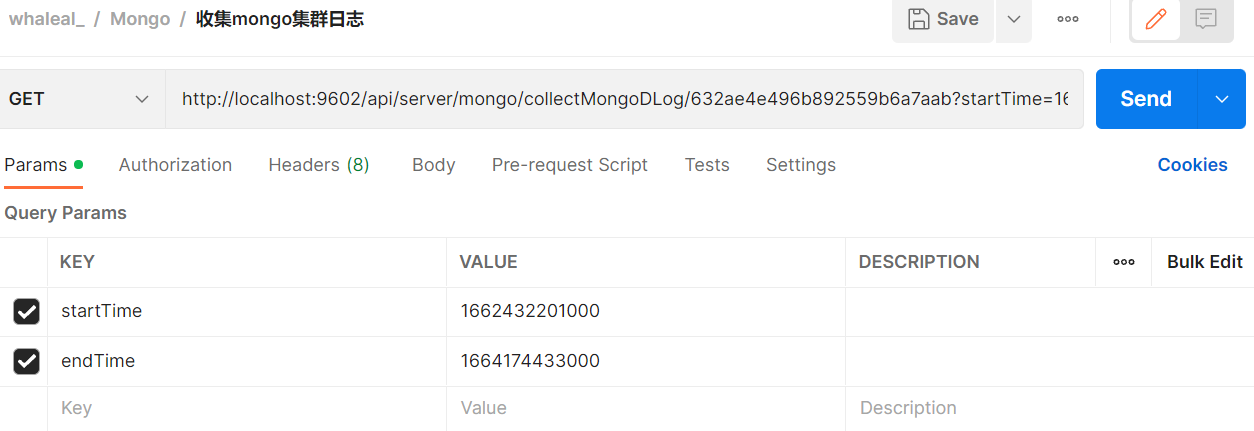 whaleal_ / Mongo / 收集mongo集群日志
Save
GET
http://localhost:9602/api/server/mongo/collectMongoDLog/632ae4e496b892559b6a7aab?startTime=16
Send
Params Authorization Headers (8) Body Pre-request Script Tests Settings Cookies
Query Params
KEY VALUE DESCRIPTION Bulk Edit
startTime 1662432201000
endTime 1664174433000
Key Value Description